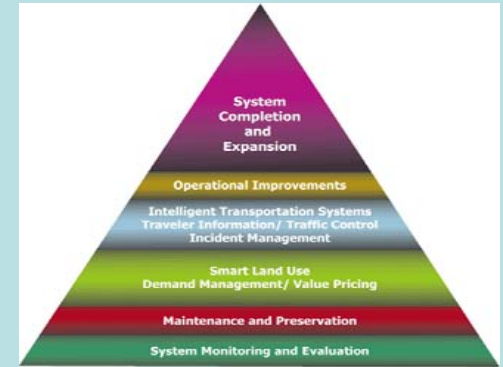 System
Completion
and
Expansion
Operational Improvements
Intelligent Transportation Systems
Traveler Information/ Traffic Control
Incident Management
Smart Land Use
Demand Management/ Value Pricing
Maintenance and Preservation
System Monitoring and Evaluation